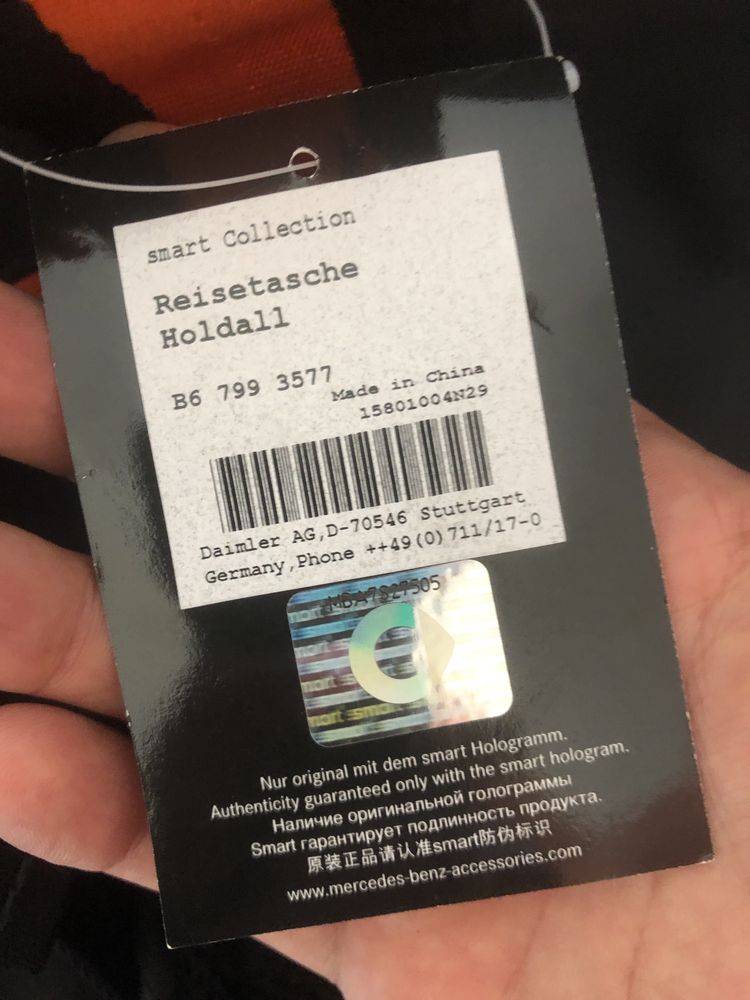 smart Collection
Reisetasche
Holdall
B6 799 3577
Made in China
15801004N29
Daimler AG,D-70546 Stuttgart
Germany,Phone ++49(0)711/17-0
Nur original mit dem smart Hologramm.
Authenticity guaranteed only with the smart hologram.
Наличие оригинальной голограммы
Smart гарантирует подлинность продукта.
原装正品请认准smart防伪标识
www.mercedes-benz-accessories.com